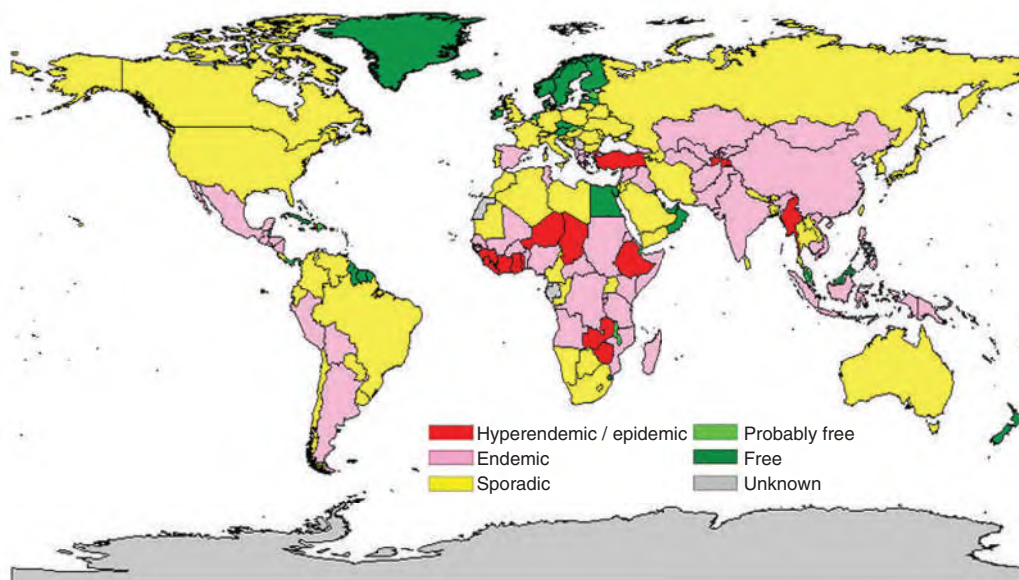 Hyperendemic / epidemic
Endemic
Sporadic
Probably free
Free
Unknown